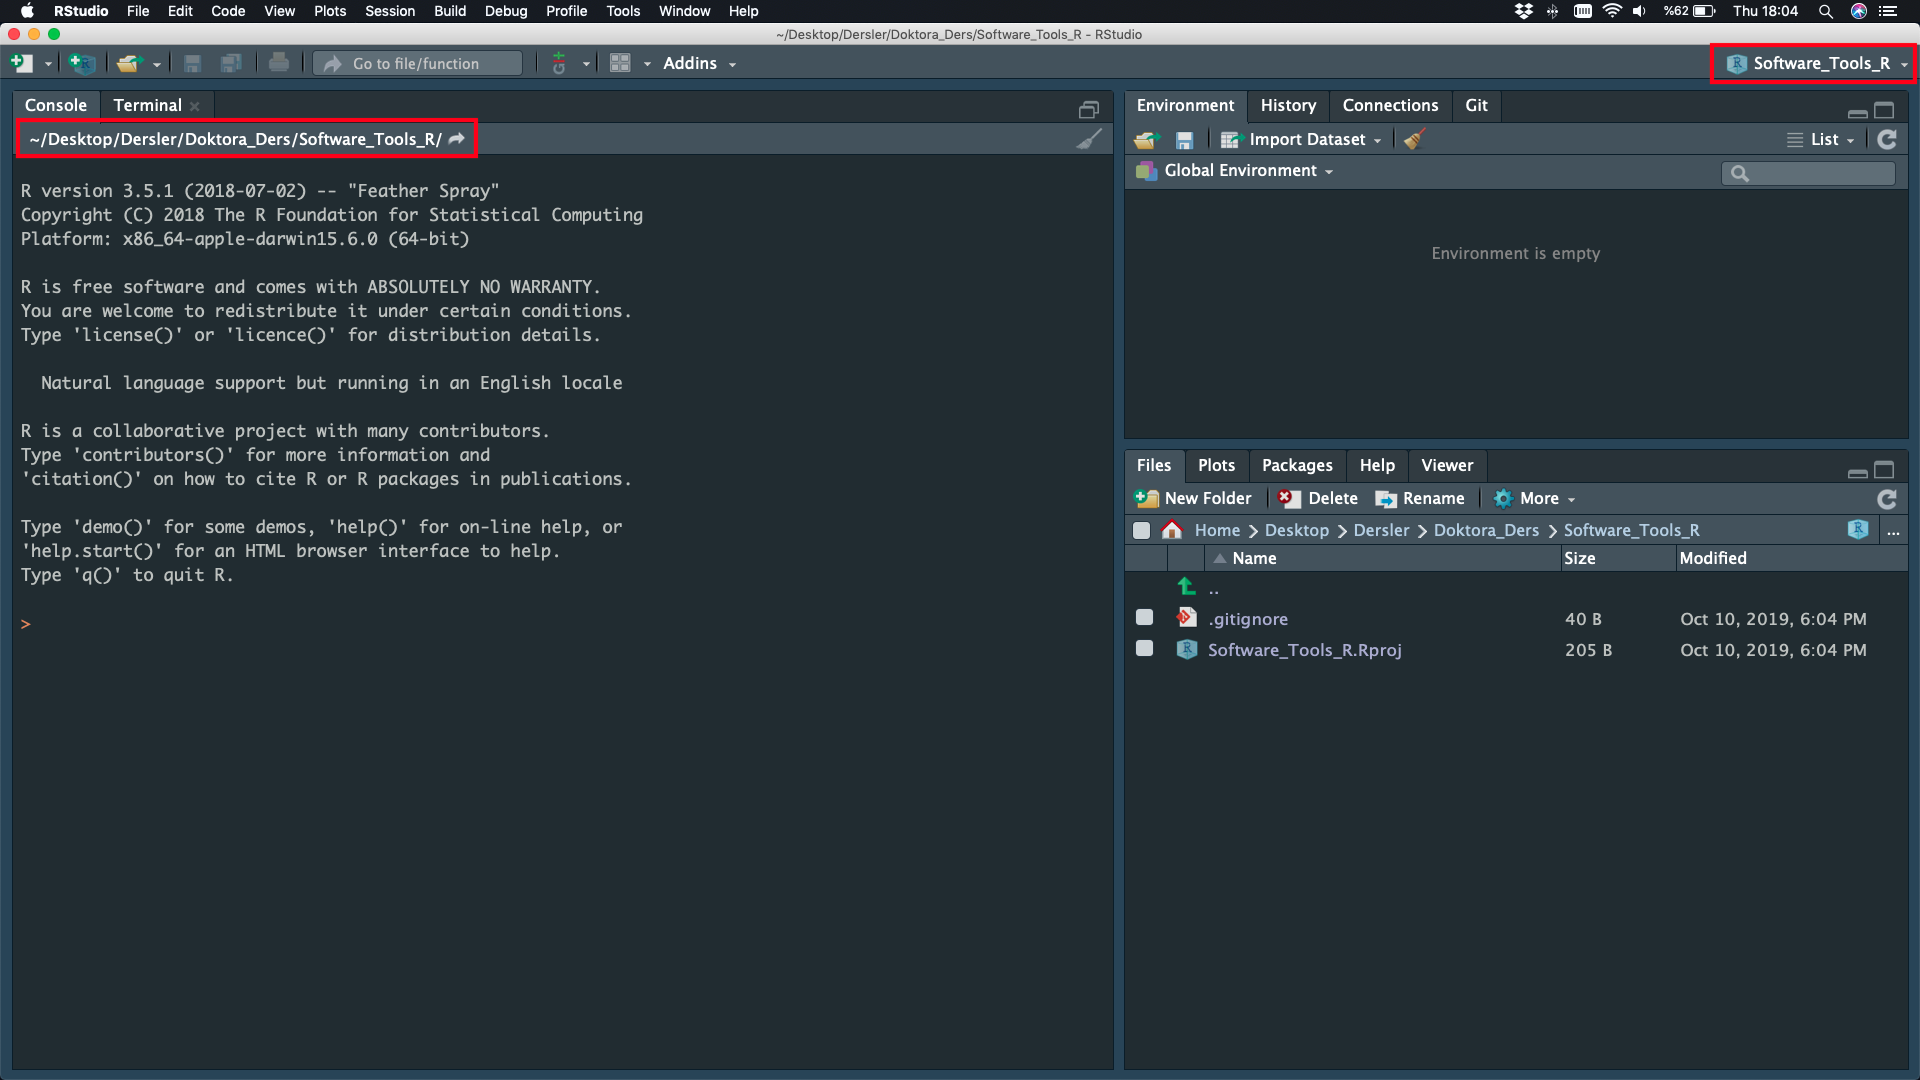 RStudio File Edit Code View Plots Session Build Debug Profile Tools Window Help %62 Thu 18:04
~/Desktop/Dersler/Doktora_Ders/Software_Tools_R - RStudio
Go to file/function Addins Software_Tools_R
Console Terminal
~/Desktop/Dersler/Doktora_Ders/Software_Tools_R/
R version 3.5.1 (2018-07-02) -- "Feather Spray"
Copyright (C) 2018 The R Foundation for Statistical Computing
Platform: x86_64-apple-darwin15.6.0 (64-bit)
R is free software and comes with ABSOLUTELY NO WARRANTY.
You are welcome to redistribute it under certain conditions.
Type 'license()' or 'licence()' for distribution details.
Natural language support but running in an English locale
R is a collaborative project with many contributors.
Type 'contributors()' for more information and
'citation()' on how to cite R or R packages in publications.
Type 'demo()' for some demos, 'help()' for on-line help, or
'help.start()' for an HTML browser interface to help.
Type 'q()' to quit R.
>
Environment History Connections Git
Import Dataset List
Global Environment
Environment is empty
Files Plots Packages Help Viewer
New Folder Delete Rename More
Home Desktop Dersler Doktora_Ders Software_Tools_R ...
Name Size Modified
..
.gitignore 40 B Oct 10, 2019, 6:04 PM
Software_Tools_R.Rproj 205 B Oct 10, 2019, 6:04 PM